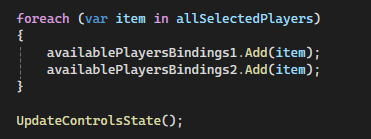 foreach (var item in allSelectedPlayers)
{
    availablePlayersBindings1.Add(item);
    availablePlayersBindings2.Add(item);
}
UpdateControlsState();